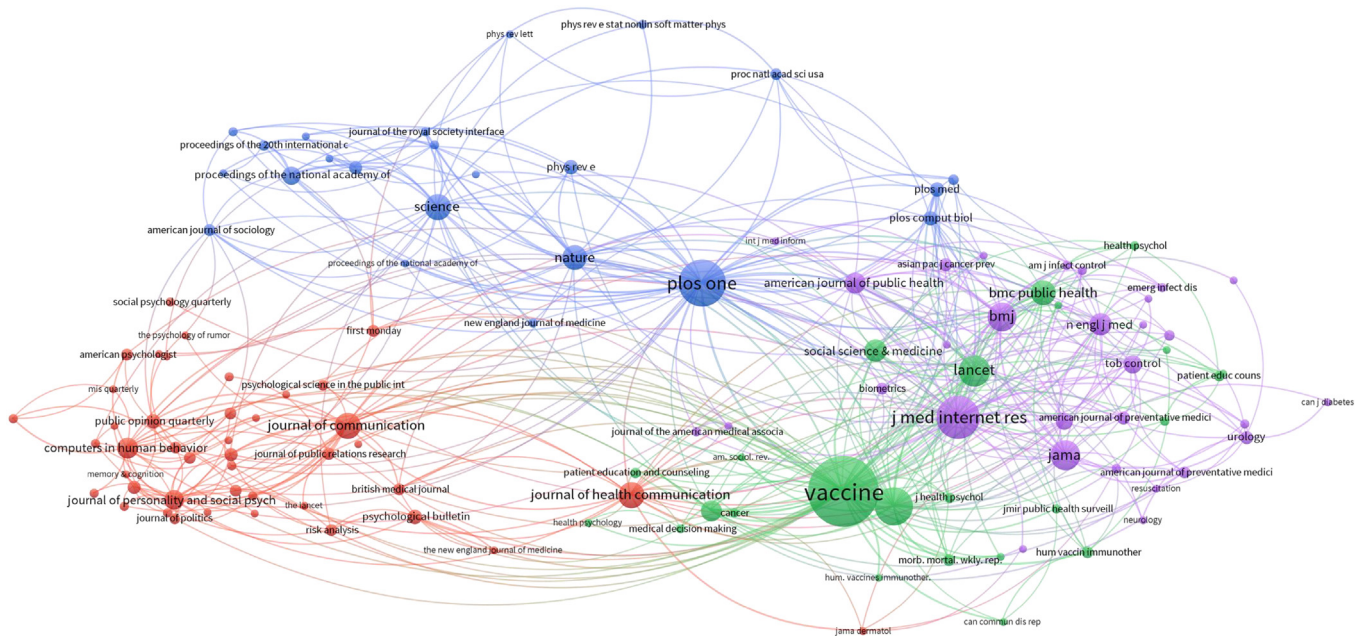 phys rev e stat nonlin soft matter phys
phys rev lett
proc natl acad sci usa
journal of the royal society interface
proceedings of the 20th international c
phys rev e
proceedings of the national academy of
plos med
science
plos comput biol
american journal of sociology
int j med inform
health psychol
nature
proceedings of the national academy of
asian pac j cancer prev
am j infect control
plos one
american journal of public health
emerg infect dis
bmc public health
social psychology quarterly
bmj
new england journal of medicine
n engl j med
first monday
the psychology of rumor
social science & medicine
american psychologist
tob control
lancet
patient educ couns
psychological science in the public int
mis quarterly
biometrics
can j diabetes
public opinion quarterly
j med internet res
american journal of preventative medici
journal of communication
journal of the american medical associa
urology
computers in human behavior
journal of public relations research
jama
am. sociol. rev.
memory & cognition
patient education and counseling
american journal of preventative medici
british medical journal
resuscitation
vaccine
journal of health communication
j health psychol
journal of personality and social psych
the lancet
jmir public health surveill
cancer
journal of politics
psychological bulletin
health psychology
neurology
risk analysis
medical decision making
the new england journal of medicine
hum vaccin immunother
morb. mortal. wkly. rep.
hum. vaccines immunother.
can commun dis rep
jama dermatol